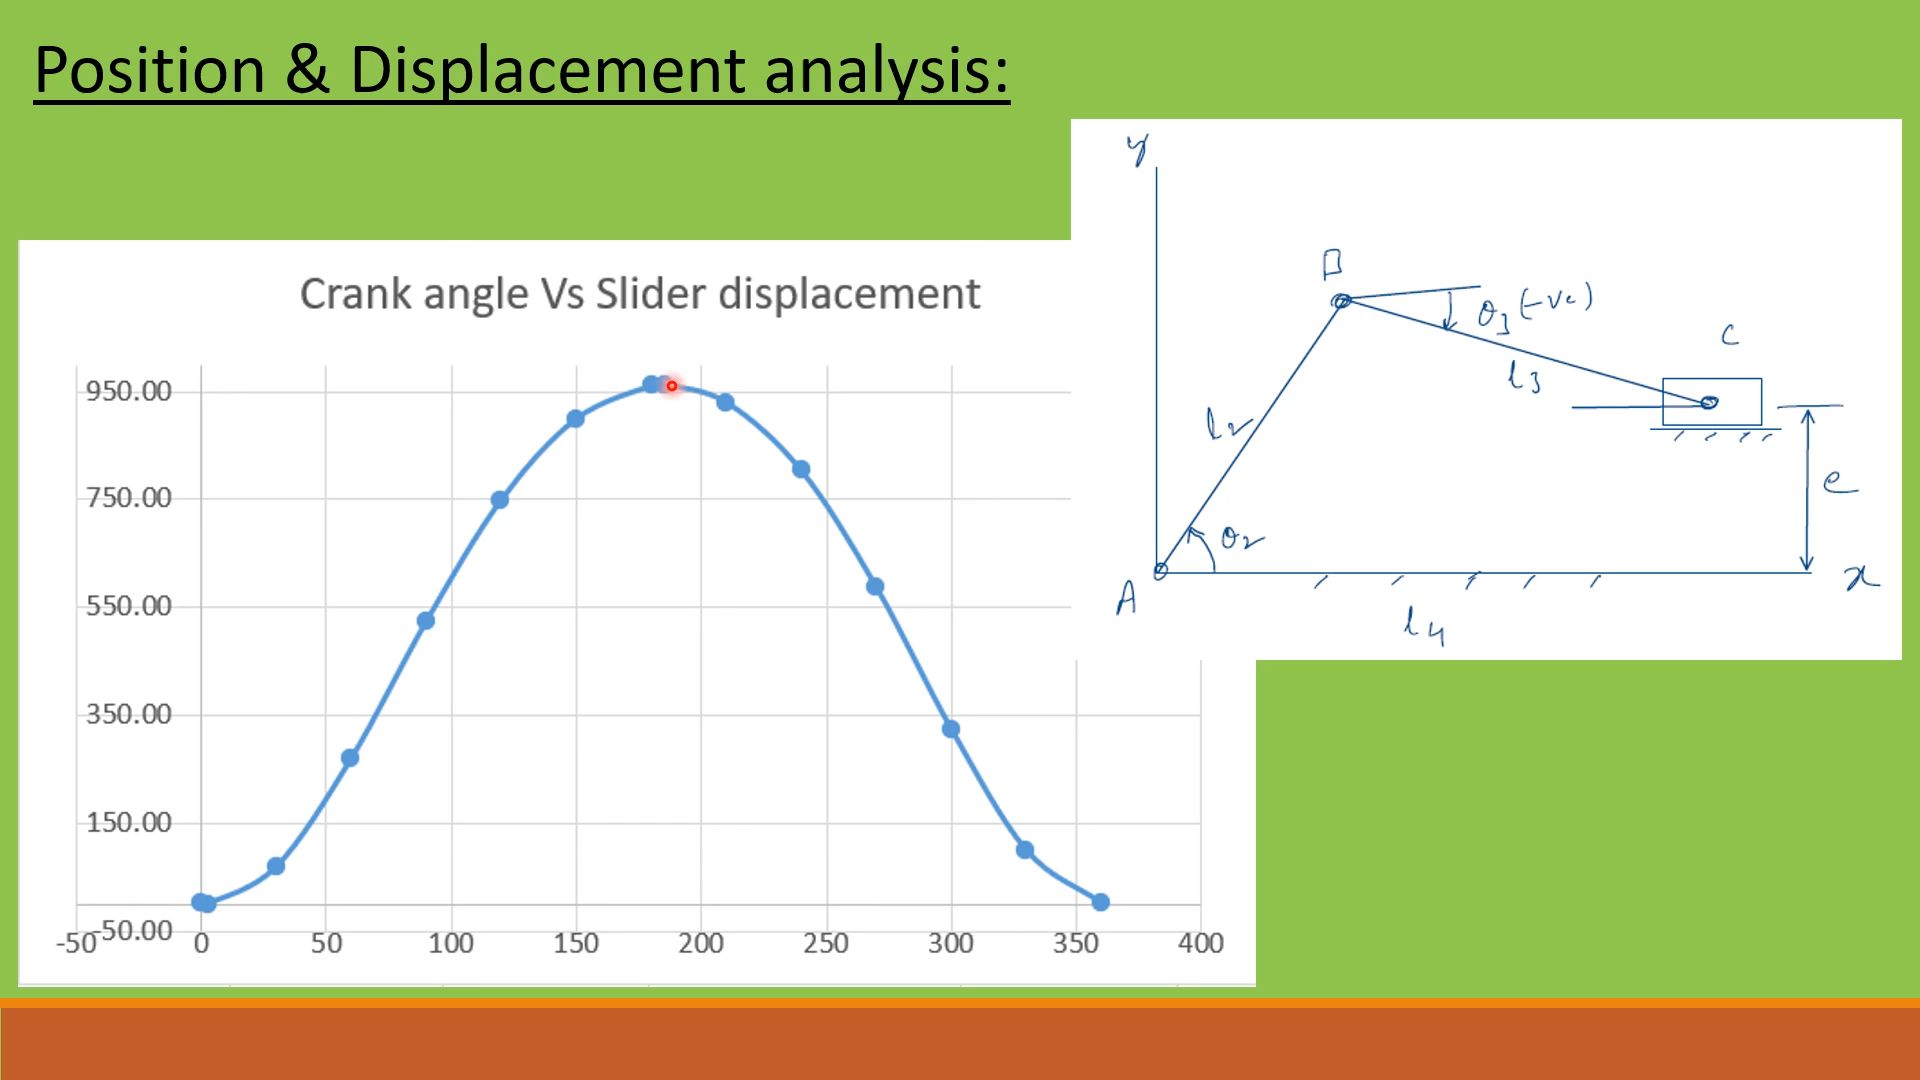 Position & Displacement analysis:
Crank angle Vs Slider displacement
950.00
750.00
550.00
350.00
150.00
-50.00
-50 0 50 100 150 200 250 300 350 400
y
B
θ3 (-ve)
C
l3
l2
e
θ2
x
A
l4